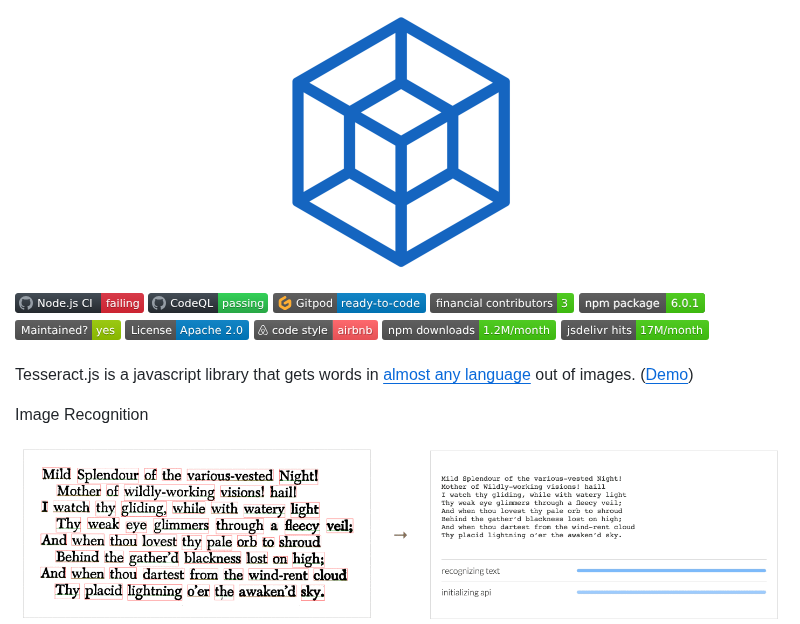 Node.js CI failing CodeQL passing Gitpod ready-to-code financial contributors 3 npm package 6.0.1
Maintained? yes License Apache 2.0 code style airbnb npm downloads 1.2M/month jsdelivr hits 17M/month
Tesseract.js is a javascript library that gets words in almost any language out of images. (Demo)
Image Recognition
Mild Splendour of the various-vested Night!
Mother of wildly-working visions! hail!
I watch thy gliding, while with watery light
Thy weak eye glimmers through a fleecy veil;
And when thou lovest thy pale orb to shroud
Behind the gather'd blackness lost on high;
And when thou dartest from the wind-rent cloud
Thy placid lightning o'er the awaken'd sky.
→
Mild Splendour of the various-vested Night!
Mother of Wildly-working visions! haill
I watch thy gliding, while with watery light
Thy weak eye glimmers through a fleecy veil;
And when thou lovest thy pale orb to shroud
Behind the gather'd blackness lost on high;
And when thou dartest from the wind-rent cloud
Thy placid lightning o'er the awaken'd sky.
recognizing text
initializing api